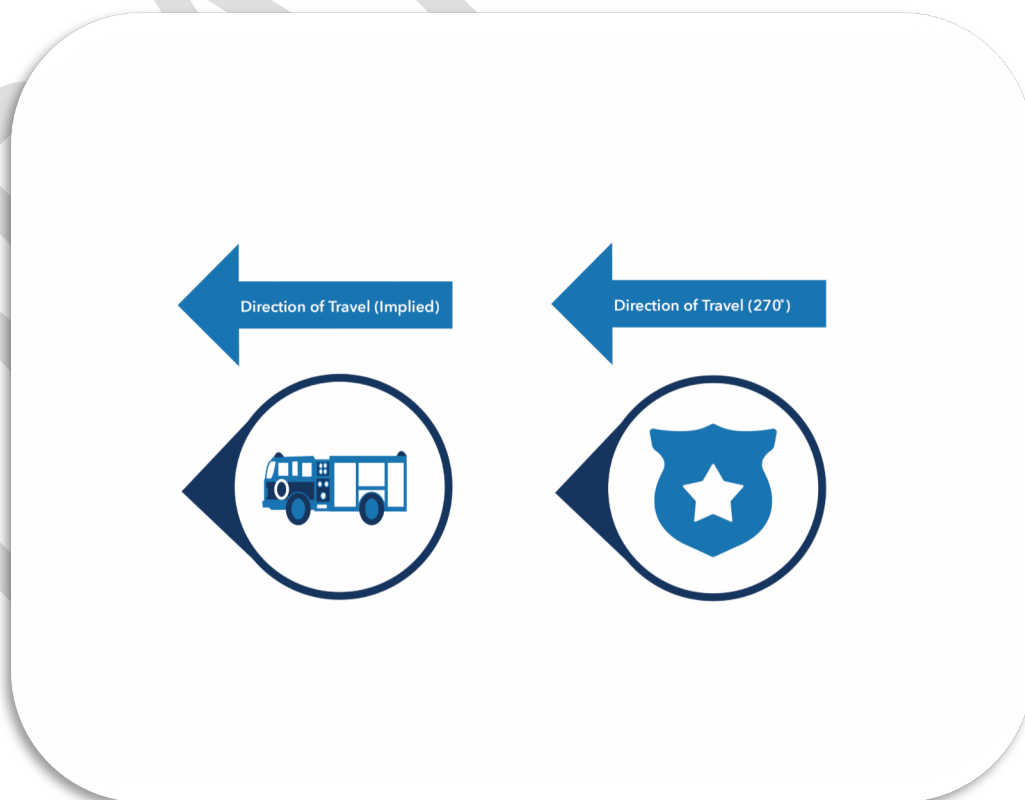 Direction of Travel (Implied)
Direction of Travel (270˚)